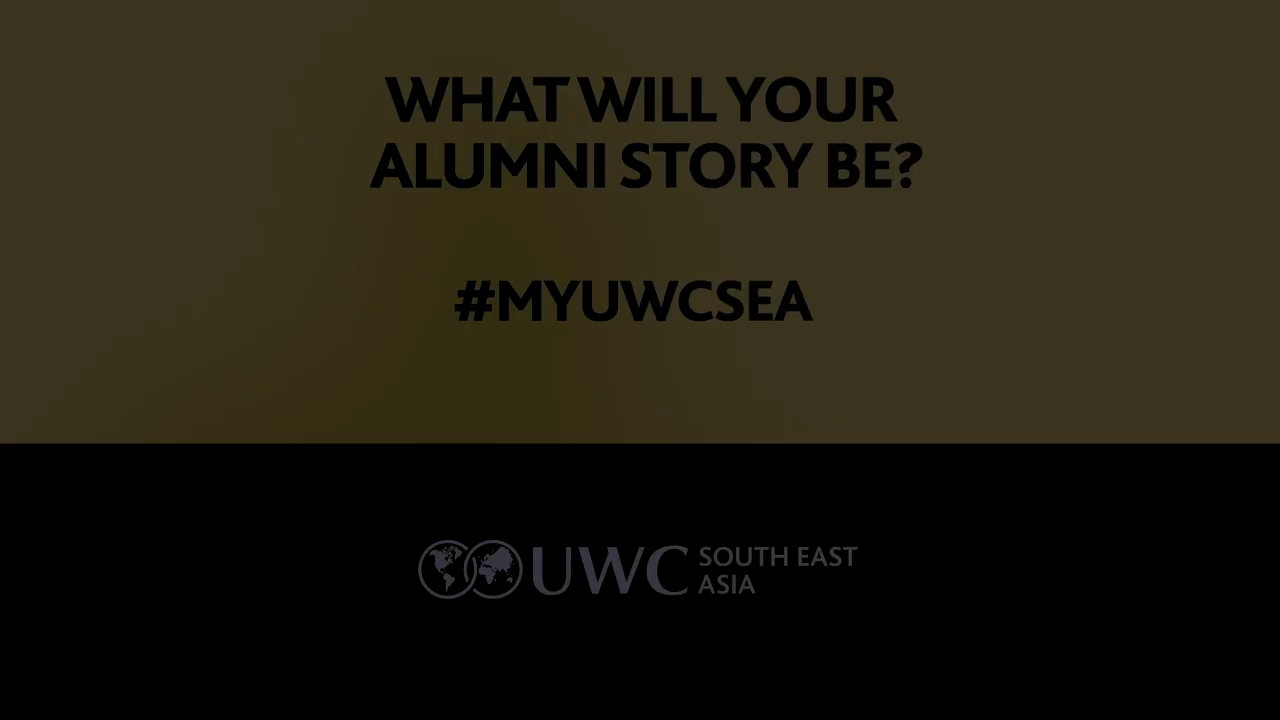 WHAT WILL YOUR
ALUMNI STORY BE?
#MYUWCSEA
UWC SOUTH EAST
ASIA